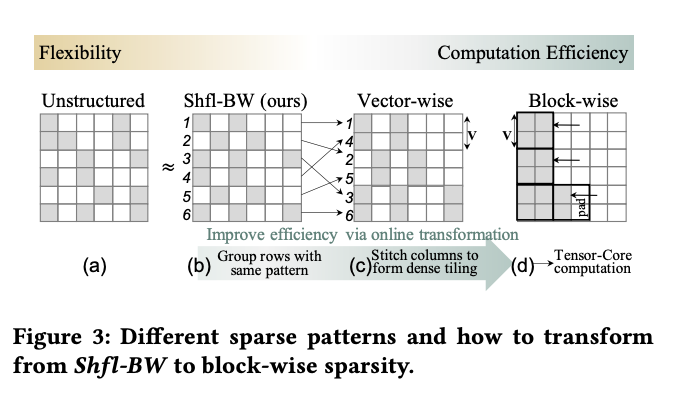 Flexibility
Computation Efficiency
Unstructured
Shfl-BW (ours)
Vector-wise
Block-wise
≈
1
2
3
4
5
6
1
4
2
5
3
6
V
V
pad
Improve efficiency via online transformation
(a)
(b)
Group rows with
same pattern
(c)
Stitch columns to
form dense tiling
(d)
Tensor-Core
computation
Figure 3: Different sparse patterns and how to transform
from Shfl-BW to block-wise sparsity.